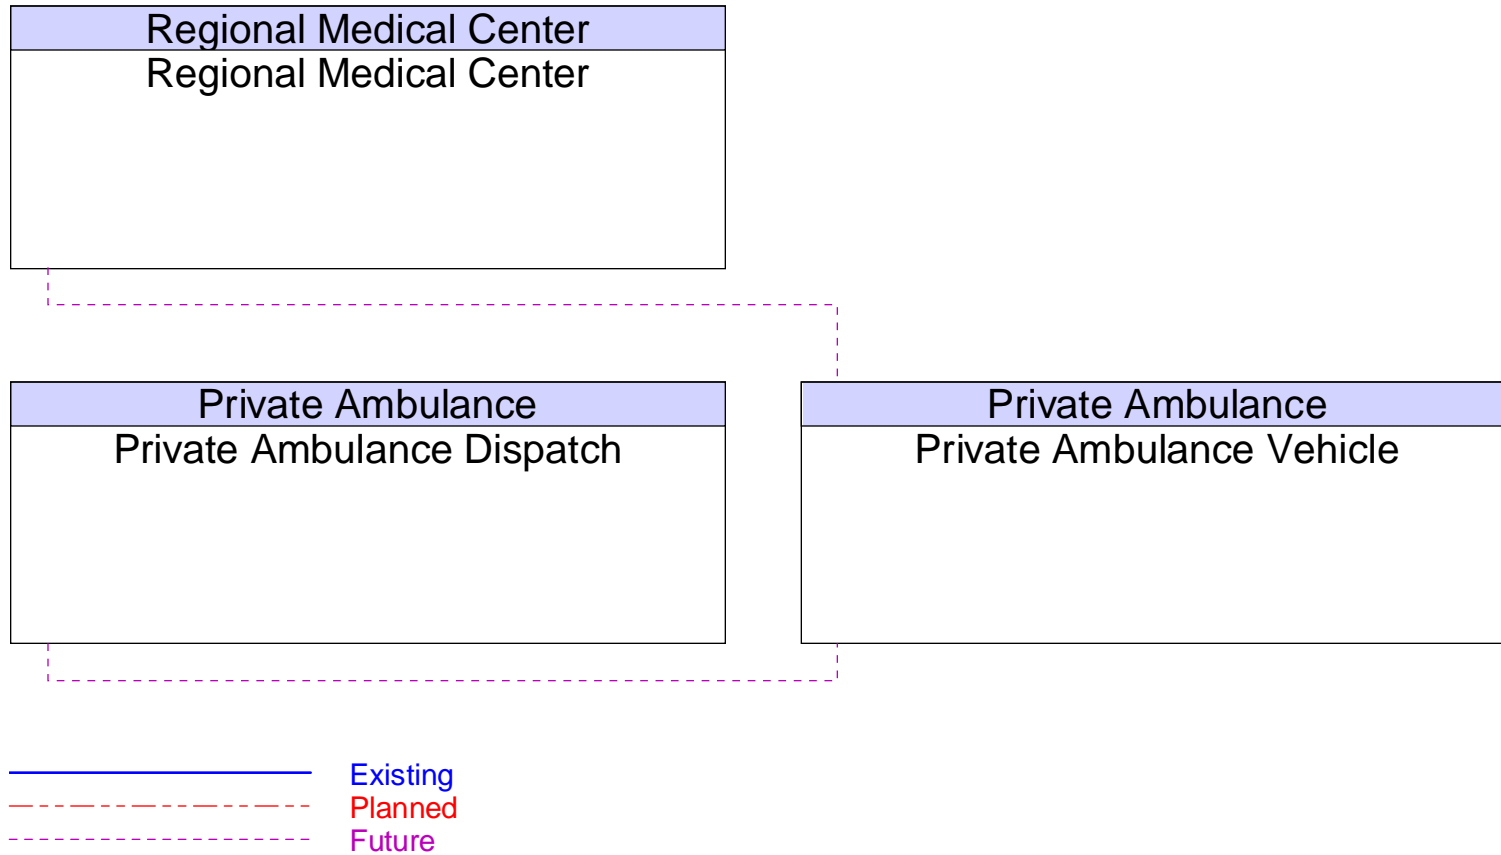 Regional Medical Center
Regional Medical Center
Private Ambulance
Private Ambulance Dispatch
Private Ambulance
Private Ambulance Vehicle
Existing
Planned
Future